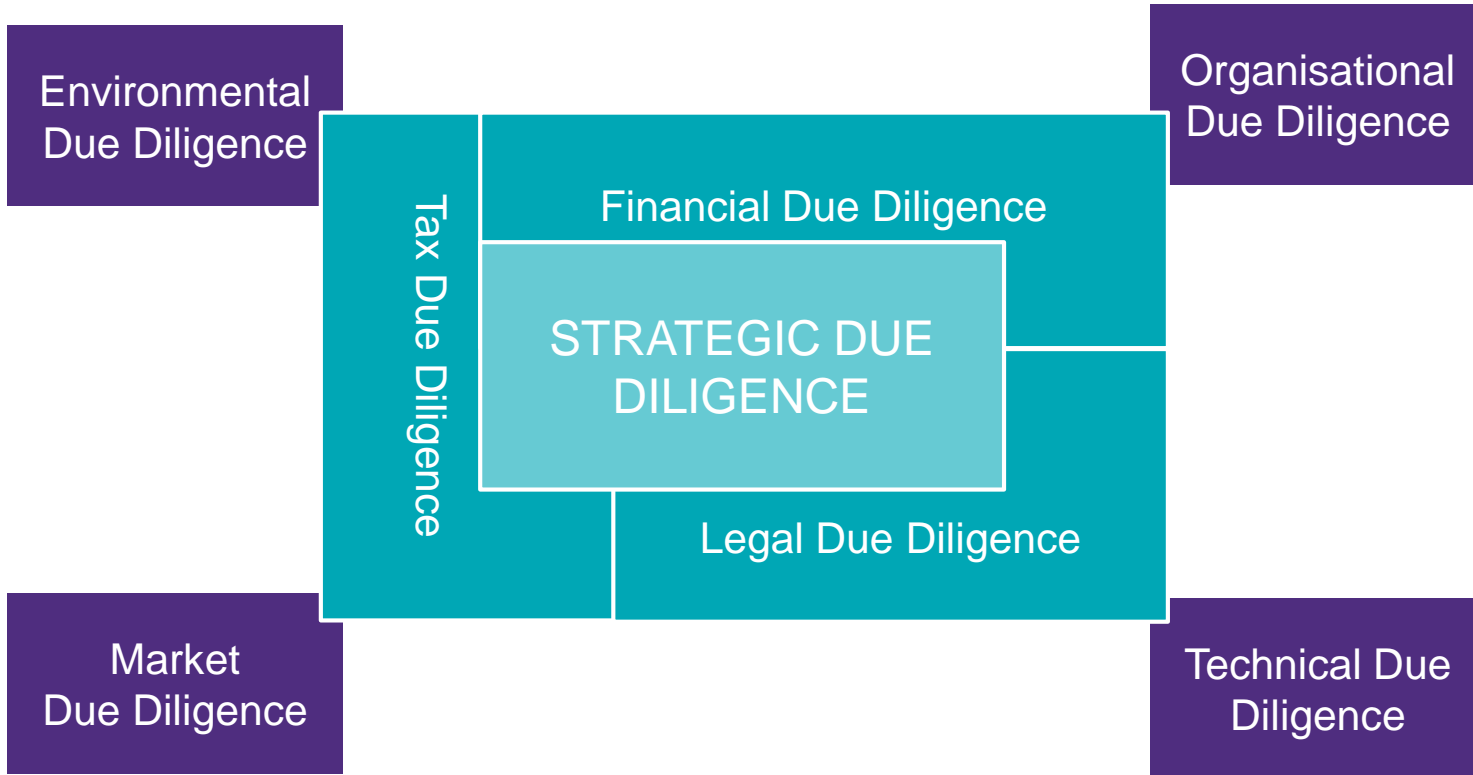 Environmental
Due Diligence
Organisational
Due Diligence
Financial Due Diligence
Tax Due Diligence
STRATEGIC DUE
DILIGENCE
Legal Due Diligence
Market
Due Diligence
Technical Due
Diligence